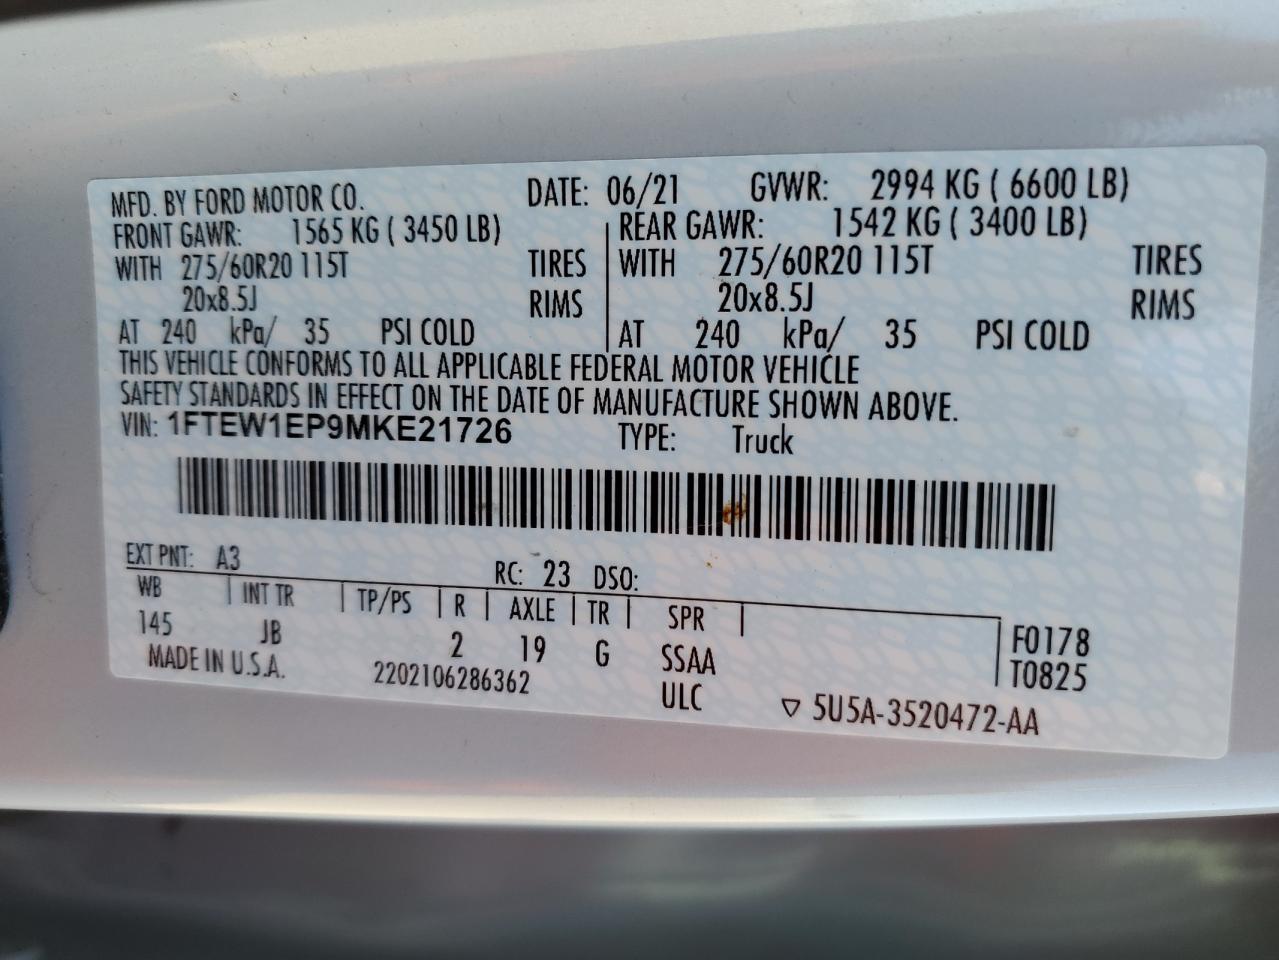 MFD. BY FORD MOTOR CO. DATE: 06/21 GVWR: 2994 KG ( 6600 LB)
FRONT GAWR: 1565 KG ( 3450 LB) REAR GAWR: 1542 KG ( 3400 LB)
WITH 275/60R20 115T TIRES WITH 275/60R20 115T TIRES
20x8.5J RIMS 20x8.5J RIMS
AT 240 kPa/ 35 PSI COLD AT 240 kPa/ 35 PSI COLD
THIS VEHICLE CONFORMS TO ALL APPLICABLE FEDERAL MOTOR VEHICLE
SAFETY STANDARDS IN EFFECT ON THE DATE OF MANUFACTURE SHOWN ABOVE.
VIN: 1FTEW1EP9MKE21726 TYPE: Truck
EXT PNT: A3 RC: 23 DSO:
WB INT TR TP/PS R AXLE TR SPR F0178
145 JB 2 19 G SSAA T0825
MADE IN U.S.A. 2202106286362 ULC ▽ 5U5A-3520472-AA